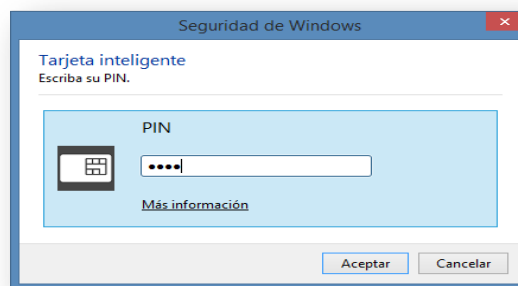 Seguridad de Windows
Tarjeta inteligente
Escriba su PIN.
PIN
••••
Más información
Aceptar
Cancelar